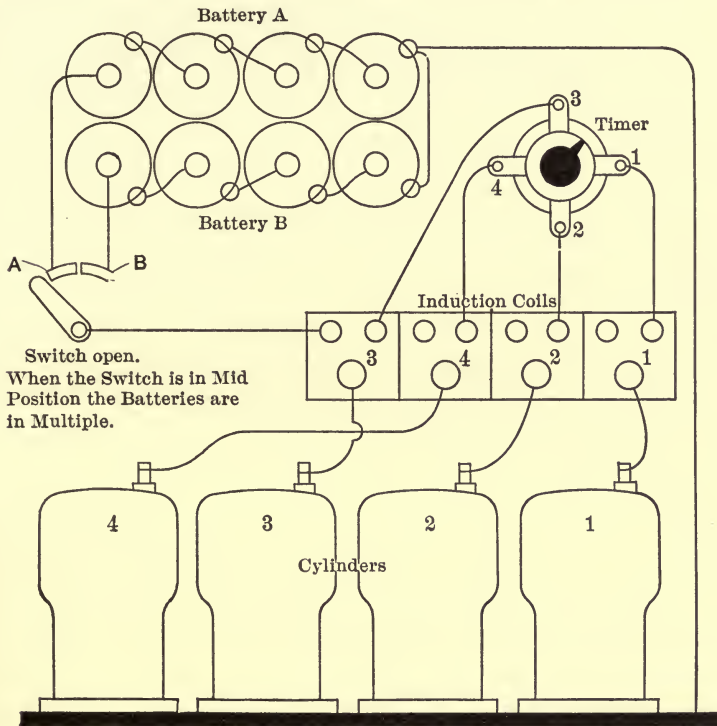 Battery A
3
Timer
4
1
Battery B
2
A
B
Induction Coils
3
4
2
1
Switch open.
When the Switch is in Mid
Position the Batteries are
in Multiple.
4
3
2
1
Cylinders